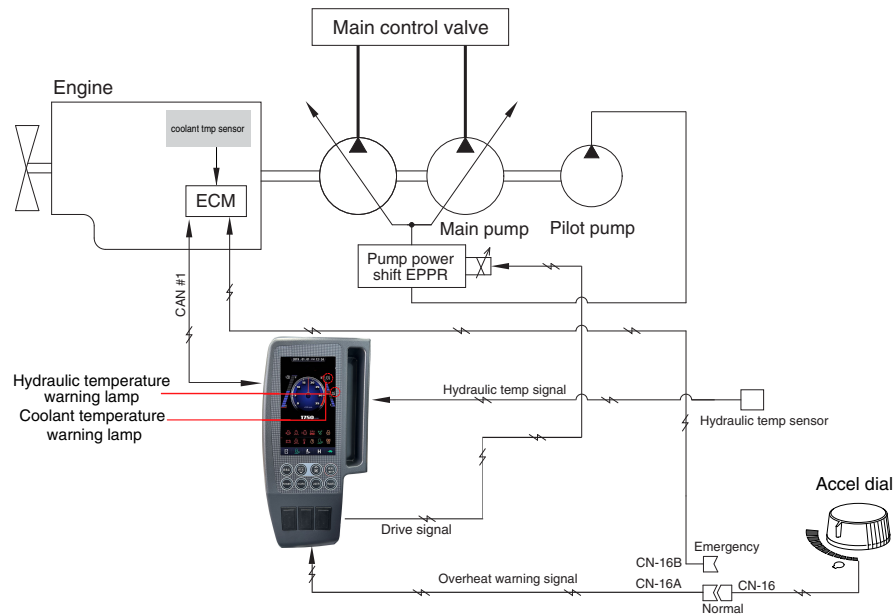 Main control valve
Engine
coolant tmp sensor
ECM
Main pump
Pilot pump
Pump power
shift EPPR
CAN #1
Hydraulic temperature
warning lamp
Coolant temperature
warning lamp
1750
H
Hydraulic temp signal
Hydraulic temp sensor
Drive signal
Accel dial
Emergency
CN-16B
Overheat warning signal
CN-16A
CN-16
Normal